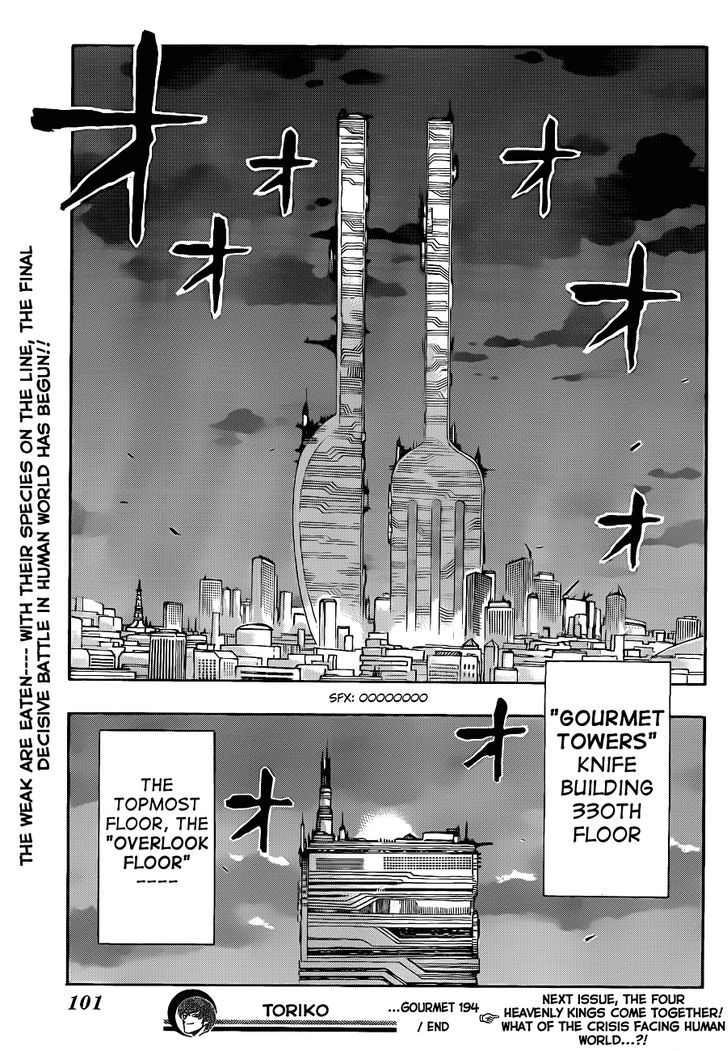 オ
オ
オ
オ
オ
オ
THE WEAK ARE EATEN---- WITH THEIR SPECIES ON THE LINE, THE FINAL
DECISIVE BATTLE IN HUMAN WORLD HAS BEGUN!!
SFX: OOOOOOOO
"GOURMET
TOWERS"
KNIFE
BUILDING
330TH
FLOOR
オ
オ
THE
TOPMOST
FLOOR, THE
"OVERLOOK
FLOOR"
----
101
TORIKO
...GOURMET 194
/ END
NEXT ISSUE, THE FOUR
HEAVENLY KINGS COME TOGETHER!
WHAT OF THE CRISIS FACING HUMAN
WORLD...?!